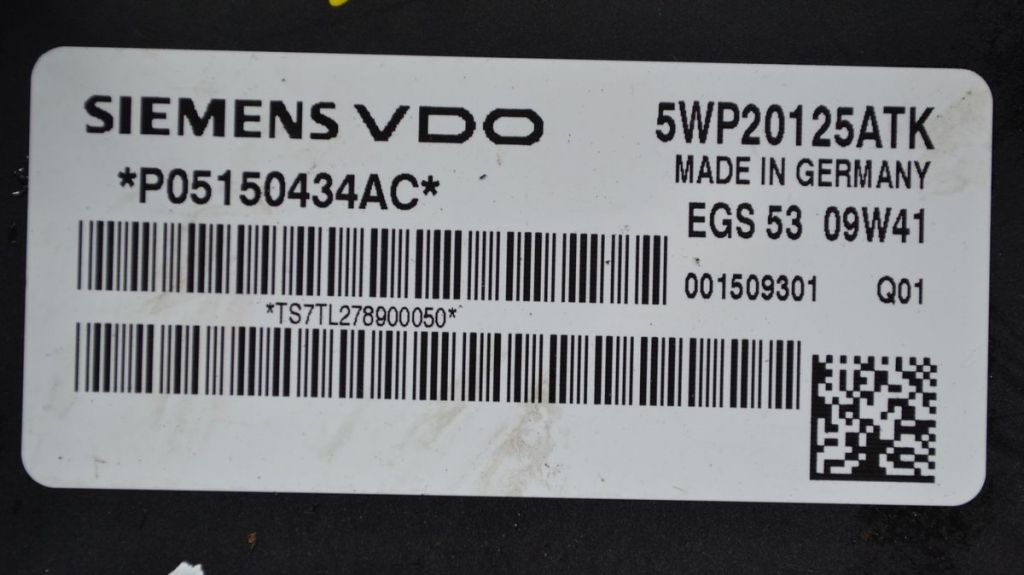 SIEMENS VDO 5WP20125ATK
MADE IN GERMANY
*P05150434AC*
EGS 53 09W41
001509301 Q01
*TS7TL278900050*